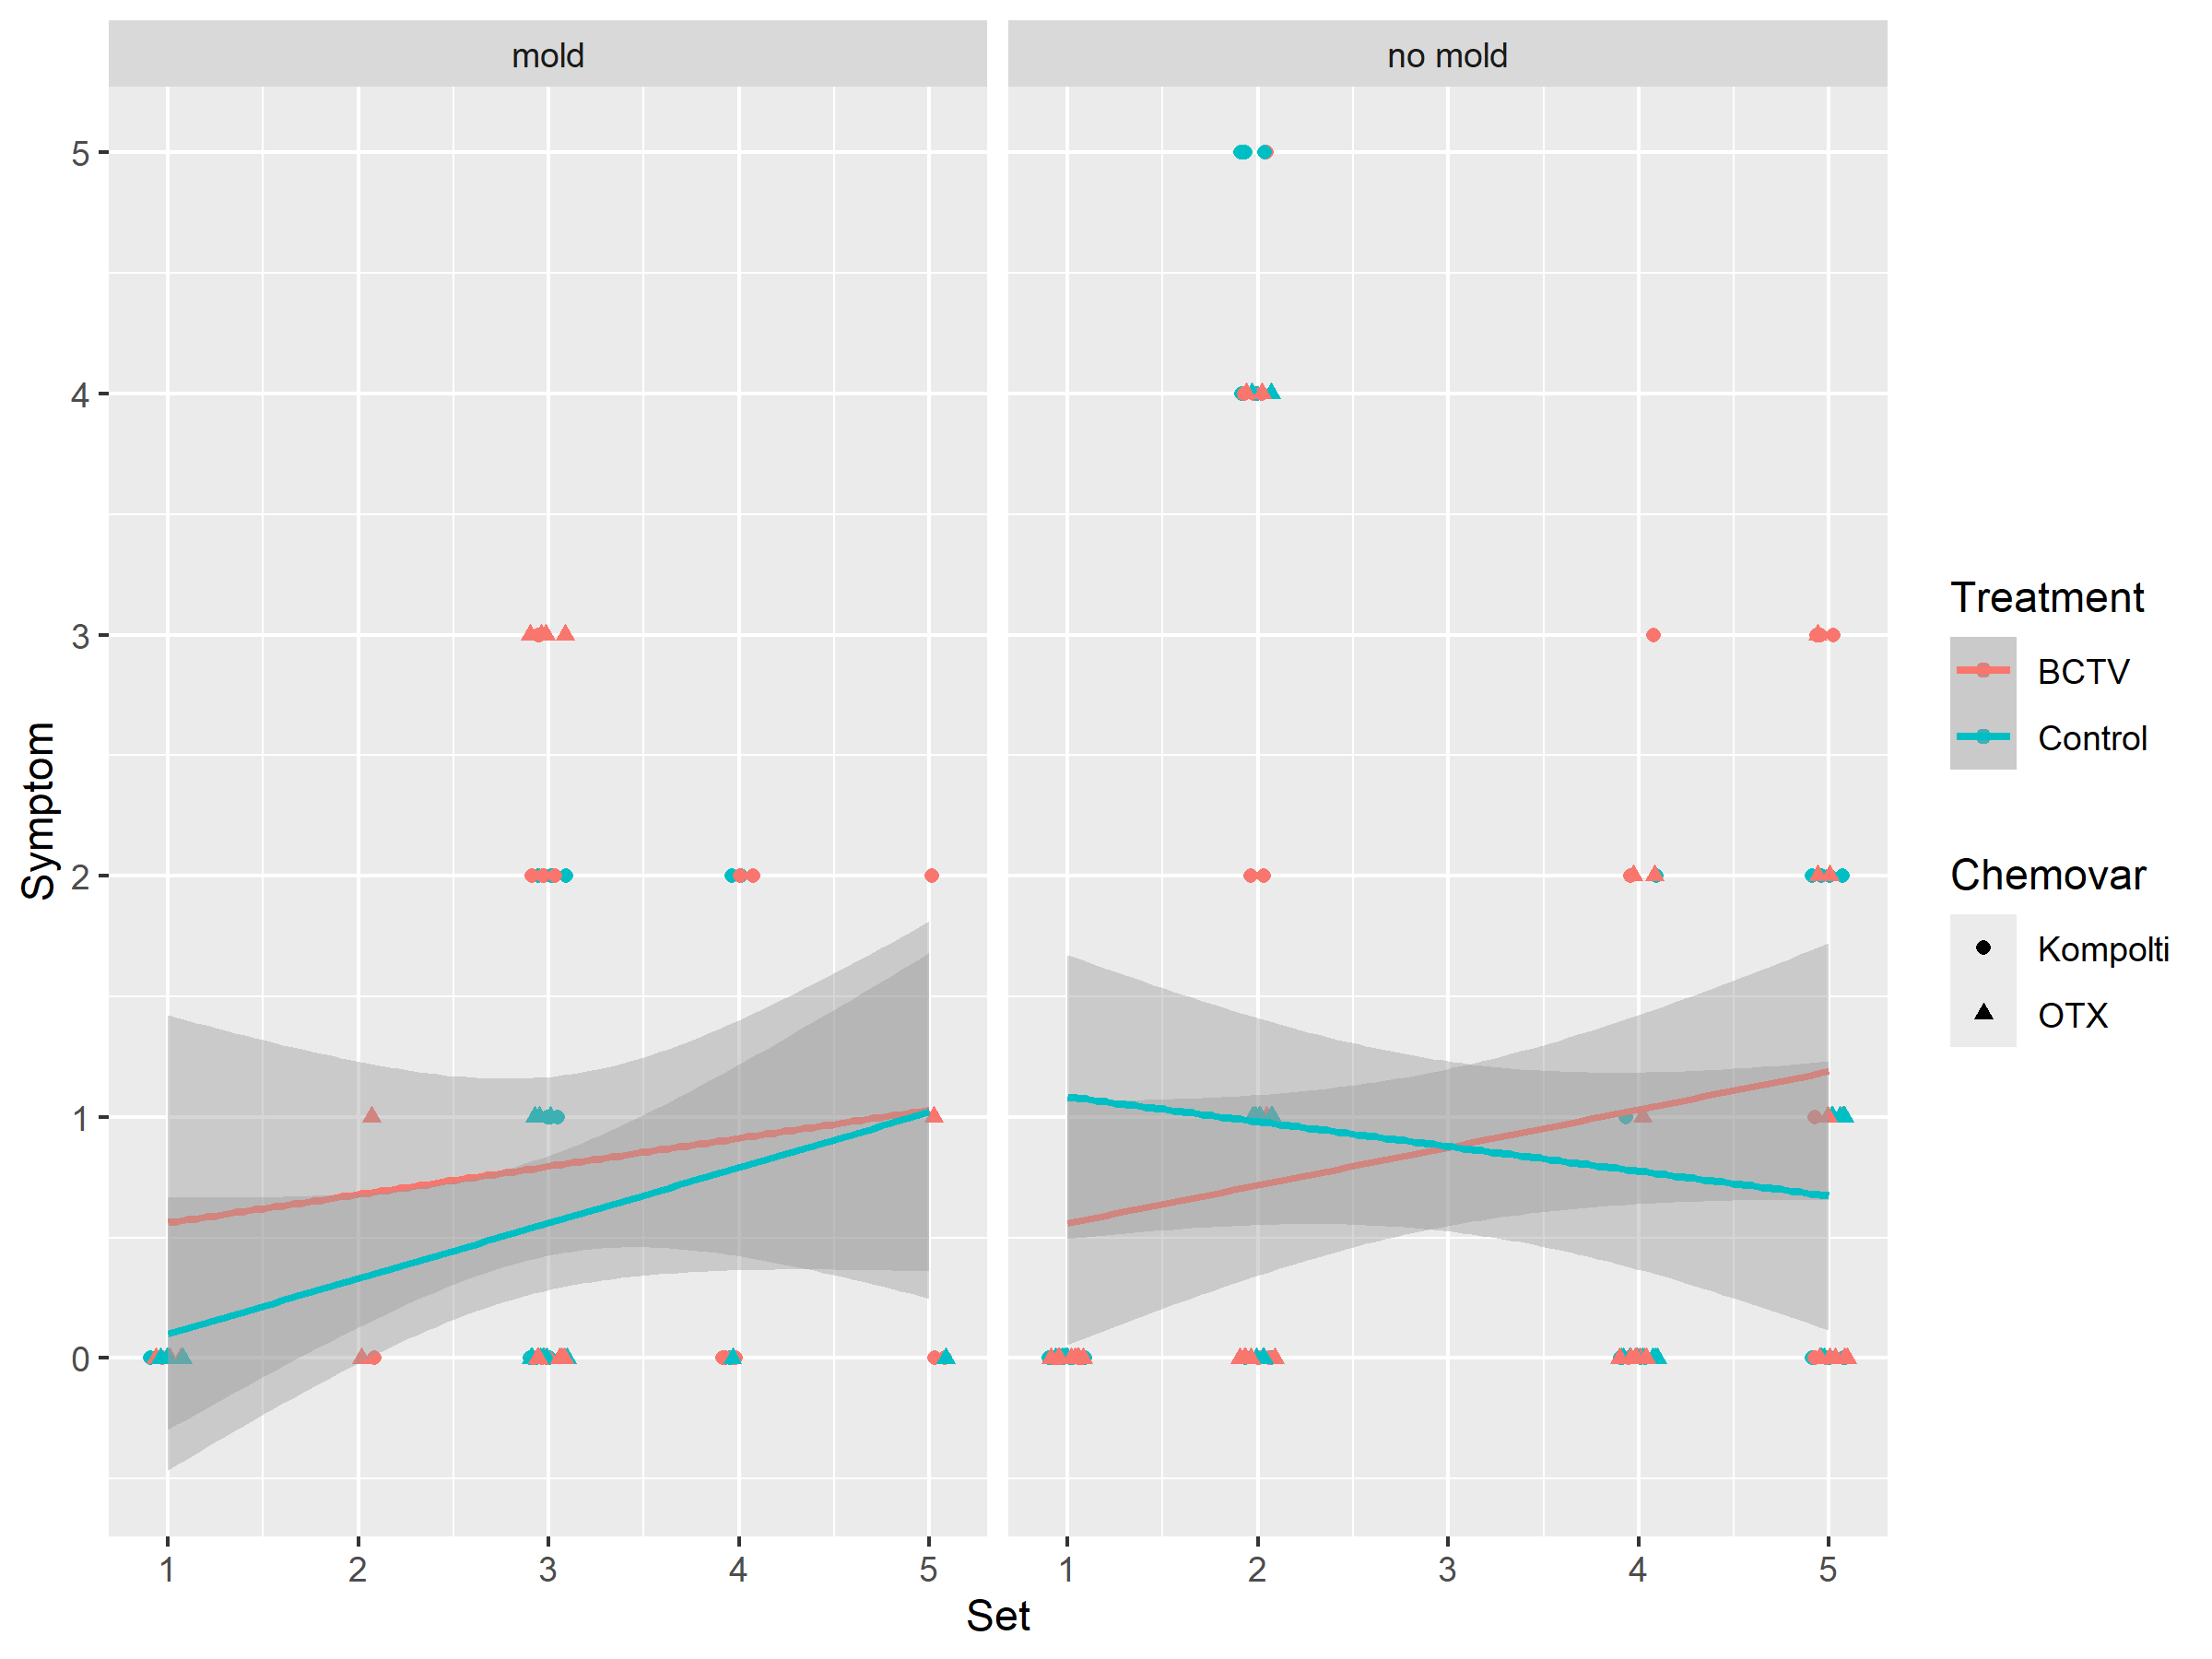 mold
no mold
5
4
3
2
1
0
Symptom
1
2
3
4
5
1
2
3
4
5
Set
Treatment
BCTV
Control
Chemovar
Kompolti
OTX